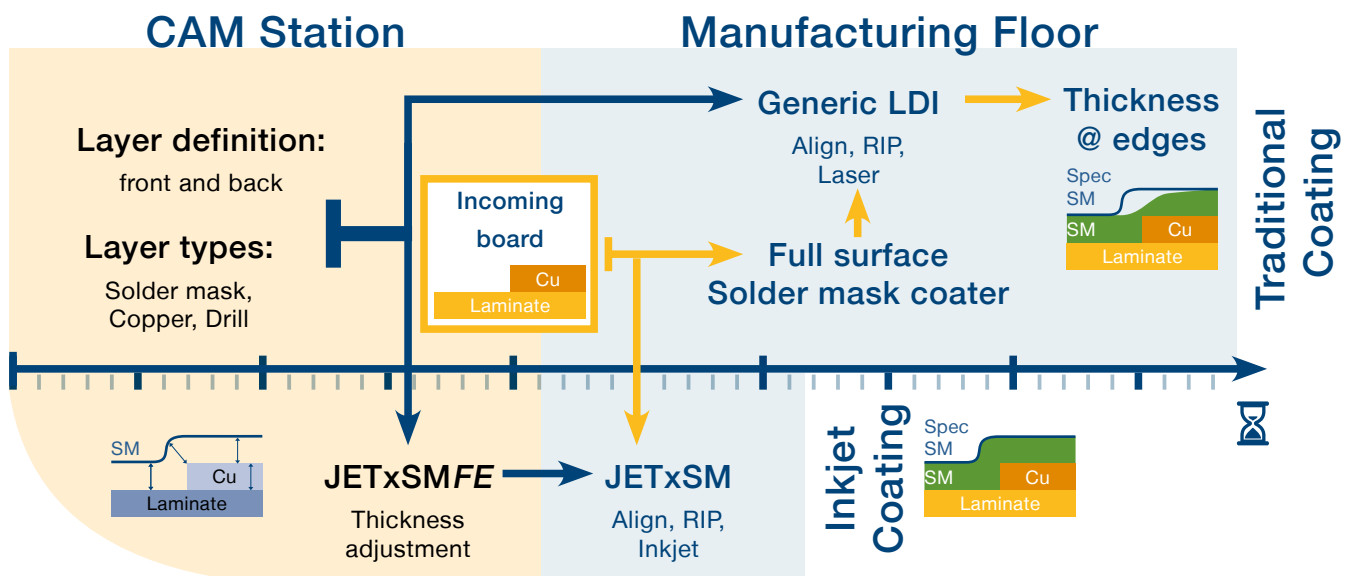 CAM Station
Manufacturing Floor
Layer definition:
front and back
Layer types:
Solder mask,
Copper, Drill
Incoming
board
Cu
Laminate
Generic LDI
Align, RIP,
Laser
Full surface
Solder mask coater
Thickness
@ edges
Spec
SM
SM
Cu
Laminate
Traditional
Coating
SM
Cu
Laminate
JETxSMFE
Thickness
adjustment
JETxSM
Align, RIP,
Inkjet
Inkjet
Coating
Spec
SM
SM
Cu
Laminate